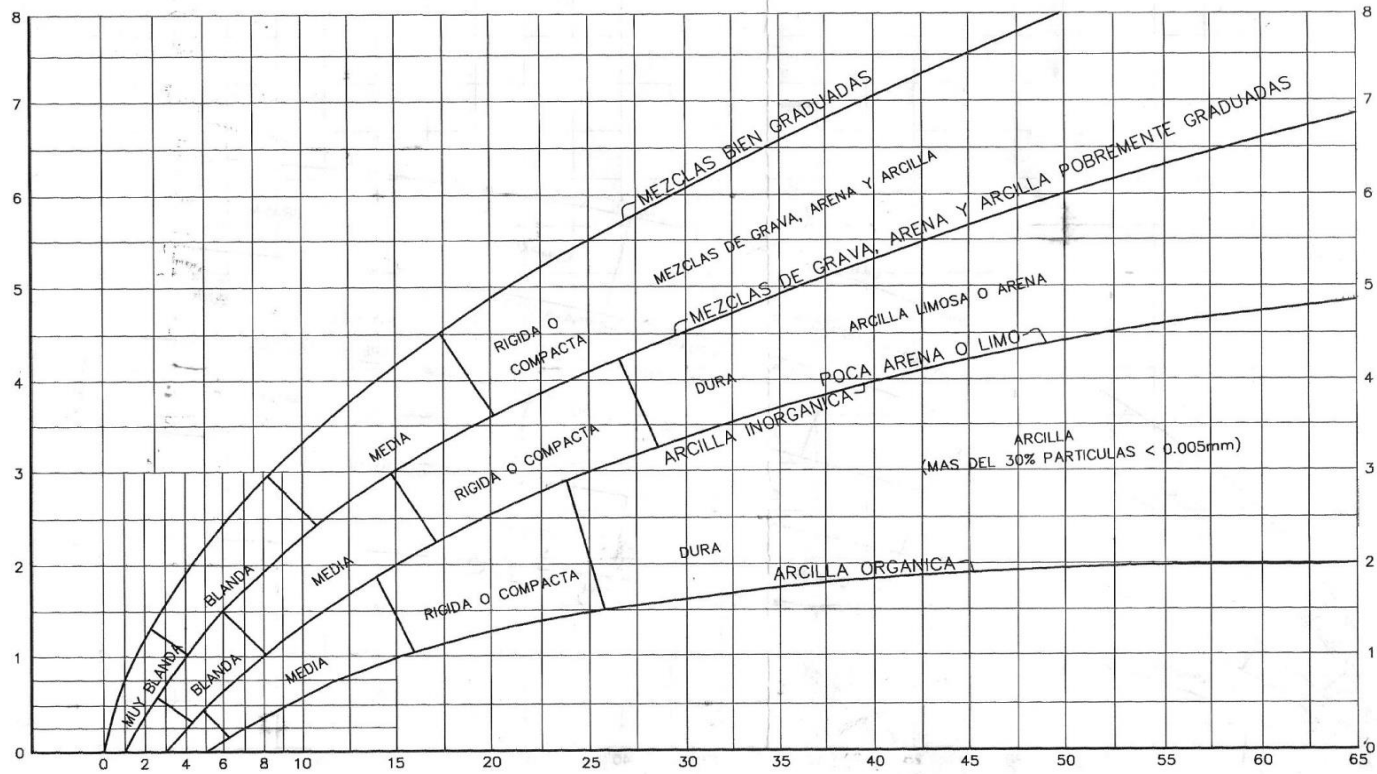 8
7
6
5
4
3
2
1
0
8
7
6
5
4
3
2
1
0
0 2 4 6 8 10 15 20 25 30 35 40 45 50 55 60 65
MEZCLAS BIEN GRADUADAS
MEZCLAS DE GRAVA, ARENA Y ARCILLA
MEZCLAS DE GRAVA, ARENA Y ARCILLA POBREMENTE GRADUADAS
RIGIDA O
COMPACTA
ARCILLA LIMOSA O ARENA
DURA
POCA ARENA O LIMO
ARCILLA INORGANICA
MEDIA
RIGIDA O COMPACTA
ARCILLA
(MAS DEL 30% PARTICULAS < 0.005mm)
BLANDA
MEDIA
DURA
ARCILLA ORGANICA
RIGIDA O COMPACTA
MUY BLANDA
BLANDA
MEDIA